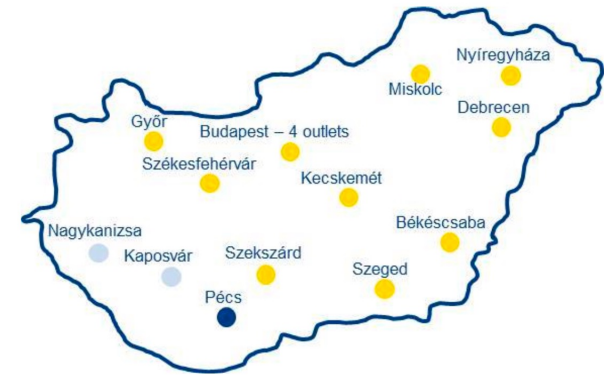 Nyíregyháza
Miskolc
Debrecen
Győr
Budapest – 4 outlets
Székesfehérvár
Kecskemét
Békéscsaba
Nagykanizsa
Kaposvár
Szekszárd
Szeged
Pécs